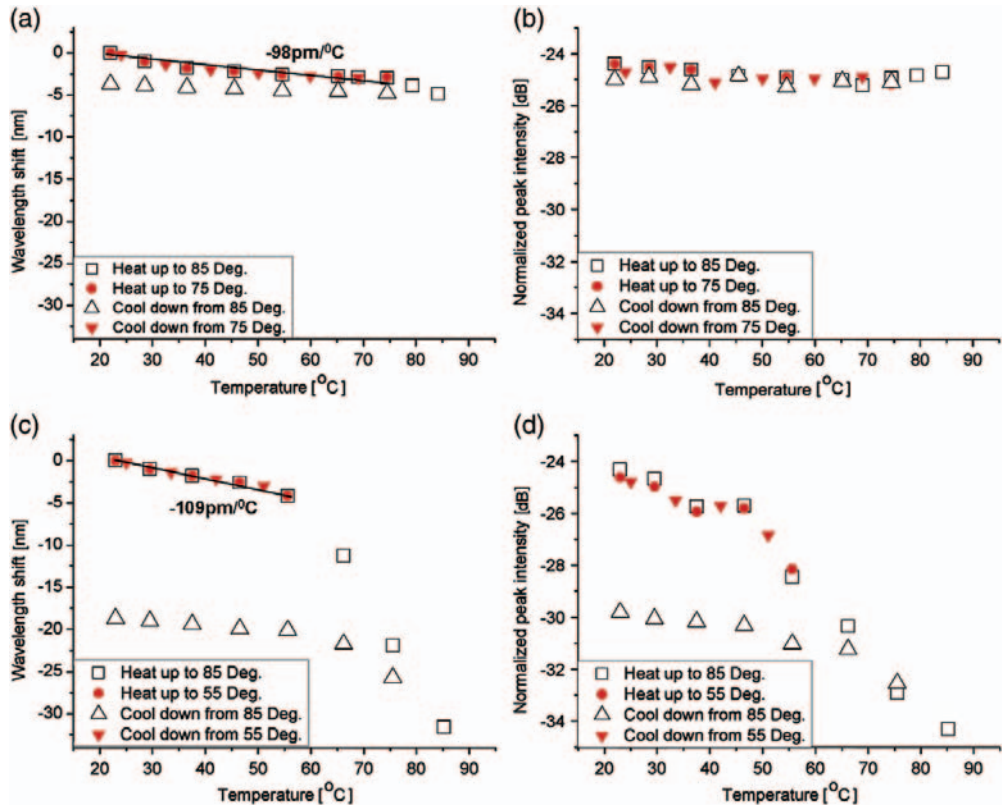 (a)
-98pm/⁰C
0
-5
-10
-15
-20
-25
-30
Wavelength shift [nm]
Heat up to 85 Deg.
Heat up to 75 Deg.
Cool down from 85 Deg.
Cool down from 75 Deg.
20 30 40 50 60 70 80 90
Temperature [⁰C]
(b)
-24
-26
-28
-30
-32
-34
Normalized peak intensity [dB]
Heat up to 85 Deg.
Heat up to 75 Deg.
Cool down from 85 Deg.
Cool down from 75 Deg.
20 30 40 50 60 70 80 90
Temperature [⁰C]
(c)
0
-5
-10
-15
-20
-25
-30
Wavelength shift [nm]
-109pm/⁰C
Heat up to 85 Deg.
Heat up to 55 Deg.
Cool down from 85 Deg.
Cool down from 55 Deg.
20 30 40 50 60 70 80 90
Temperature [⁰C]
(d)
-24
-26
-28
-30
-32
-34
Normalized peak intensity [dB]
Heat up to 85 Deg.
Heat up to 55 Deg.
Cool down from 85 Deg.
Cool down from 55 Deg.
20 30 40 50 60 70 80 90
Temperature [⁰C]